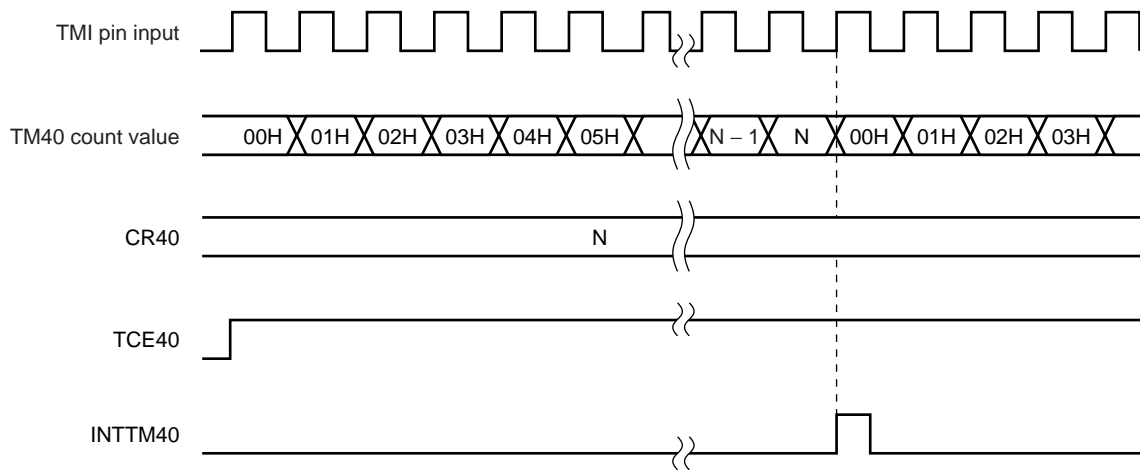 TMI pin input
TM40 count value 00H 01H 02H 03H 04H 05H N – 1 N 00H 01H 02H 03H
CR40 N
TCE40
INTTM40